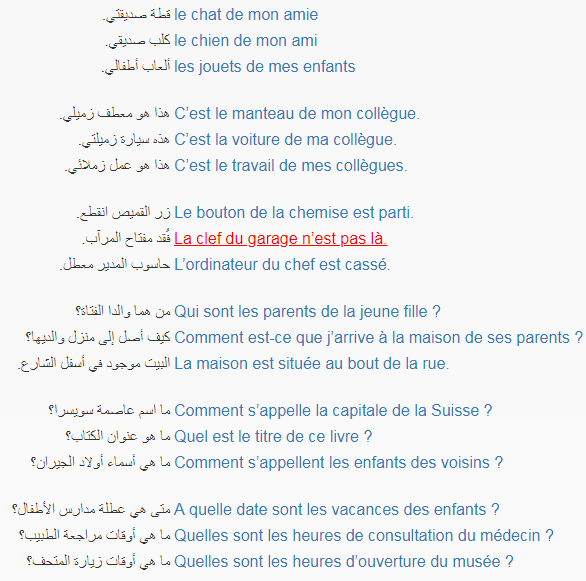 قطة صديقتي. le chat de mon amie
كلب صديقي. le chien de mon ami
ألعاب أطفالي. les jouets de mes enfants
هذا هو معطف زميلي. C’est le manteau de mon collègue.
هذه سيارة زميلتي. C’est la voiture de ma collègue.
هذا هو عمل زملائي. C’est le travail de mes collègues.
زر القميص انقطع. Le bouton de la chemise est parti.
فُقد مفتاح المرآب. La clef du garage n’est pas là.
حاسوب المدير معطل. L’ordinateur du chef est cassé.
من هما والدا الفتاة؟ Qui sont les parents de la jeune fille ?
كيف أصل إلى منزل والديها؟ Comment est-ce que j’arrive à la maison de ses parents ?
البيت موجود في أسفل الشارع. La maison est située au bout de la rue.
ما اسم عاصمة سويسرا؟ Comment s’appelle la capitale de la Suisse ?
ما هو عنوان الكتاب؟ Quel est le titre de ce livre ?
ما هي أسماء أولاد الجيران؟ Comment s’appellent les enfants des voisins ?
متى هي عطلة مدارس الأطفال؟ A quelle date sont les vacances des enfants ?
ما هي أوقات مراجعة الطبيب؟ Quelles sont les heures de consultation du médecin ?
ما هي أوقات زيارة المتحف؟ Quelles sont les heures d’ouverture du musée ?